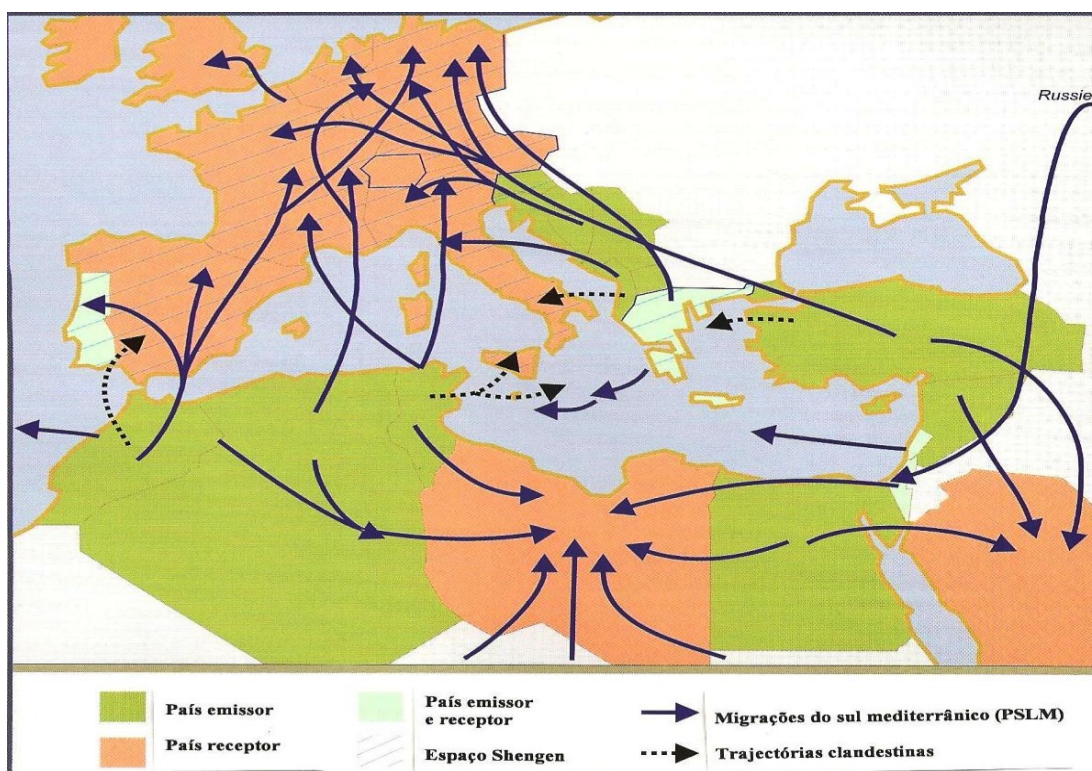 Russie
País emissor
País receptor
País emissor
e receptor
Espaço Shengen
Migrações do sul mediterrânico (PSLM)
Trajectórias clandestinas